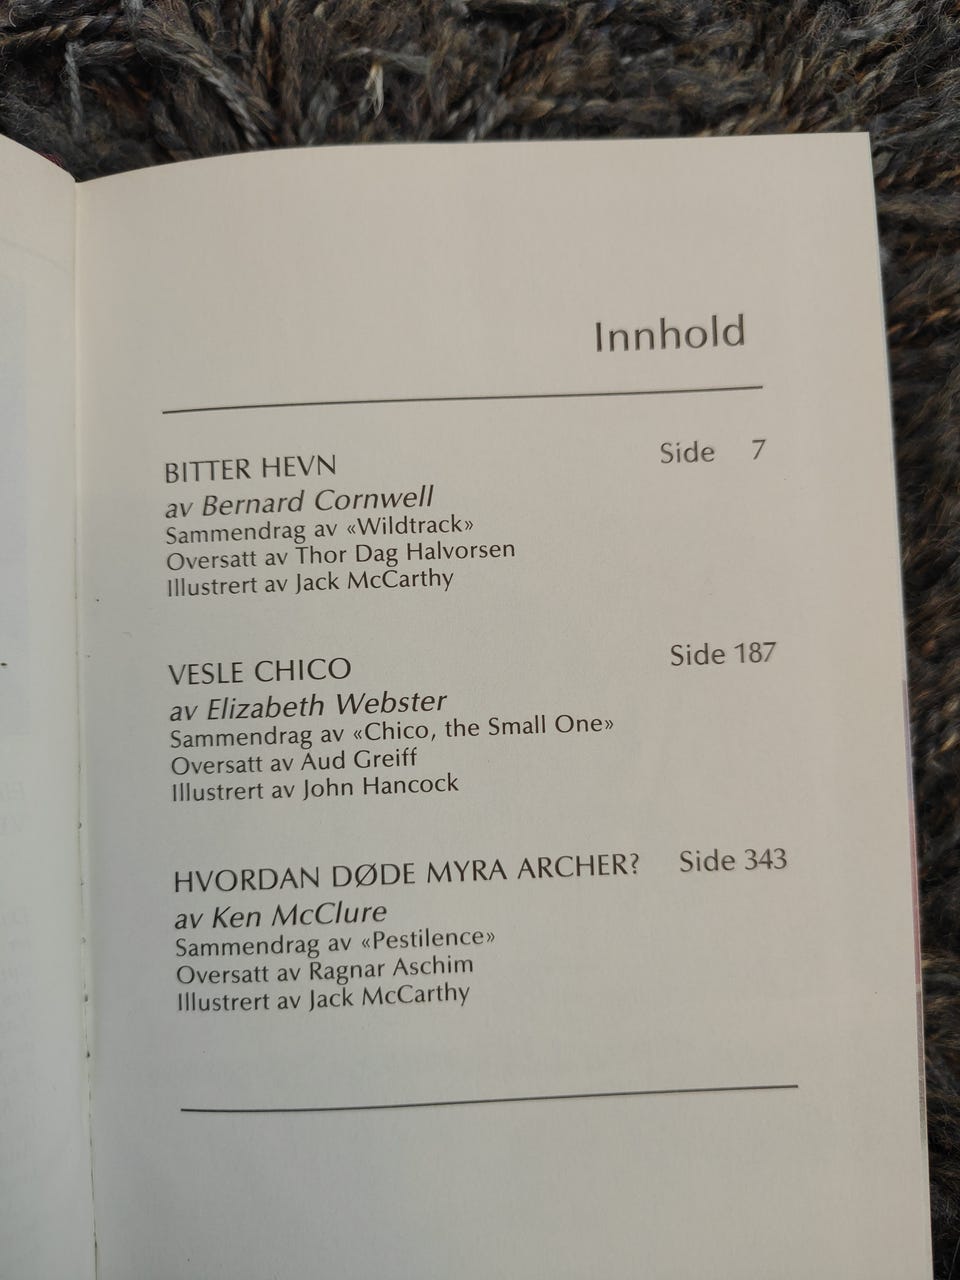 Innhold
BITTER HEVN Side 7
av Bernard Cornwell
Sammendrag av «Wildtrack»
Oversatt av Thor Dag Halvorsen
Illustrert av Jack McCarthy
VESLE CHICO Side 187
av Elizabeth Webster
Sammendrag av «Chico, the Small One»
Oversatt av Aud Greiff
Illustrert av John Hancock
HVORDAN DØDE MYRA ARCHER? Side 343
av Ken McClure
Sammendrag av «Pestilence»
Oversatt av Ragnar Aschim
Illustrert av Jack McCarthy